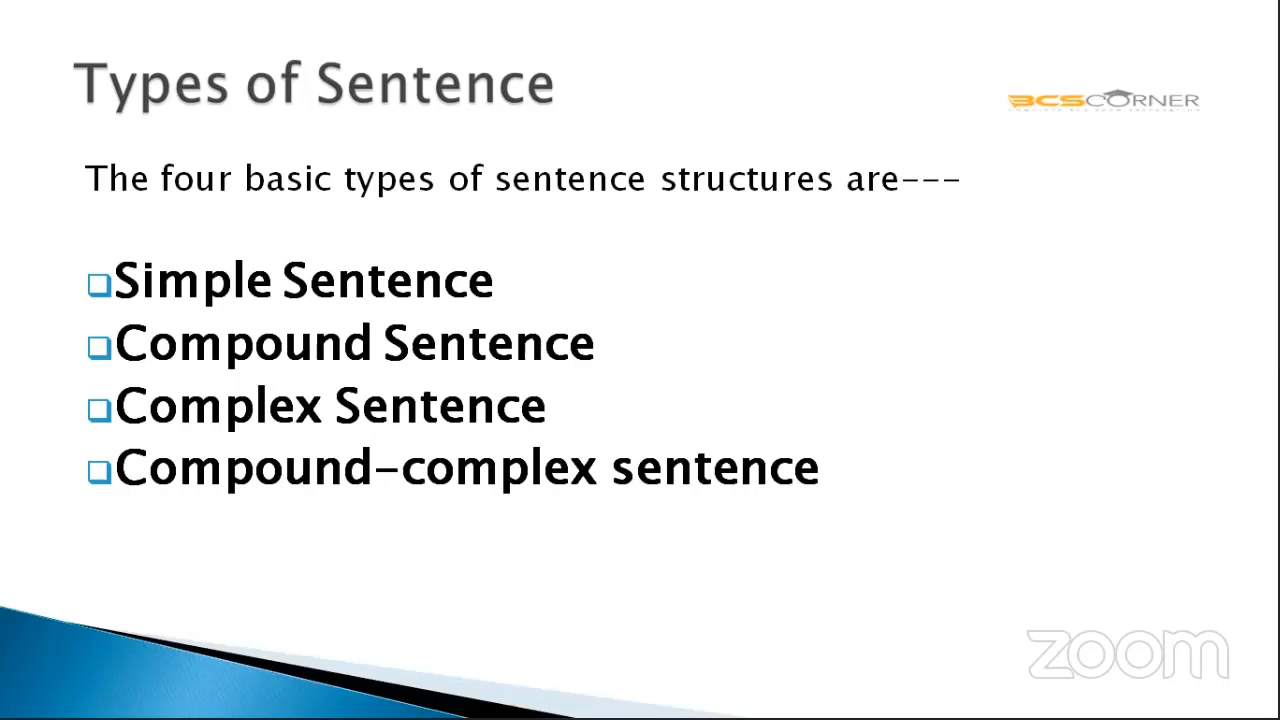 Types of Sentence
BCSCORNER
The four basic types of sentence structures are---
Simple Sentence
Compound Sentence
Complex Sentence
Compound-complex sentence
zoom